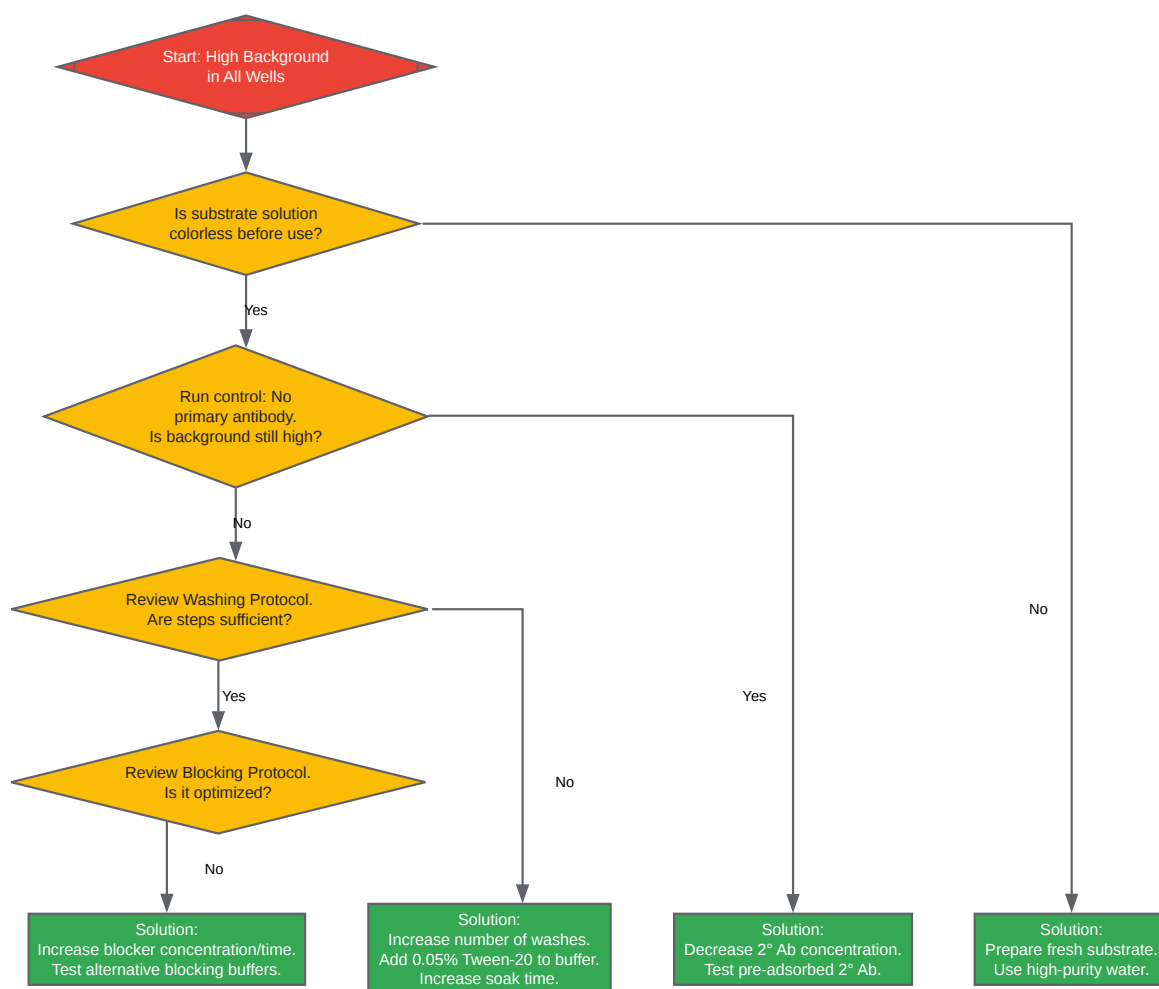 Start: High Background
in All Wells
Is substrate solution
colorless before use?
Yes
Run control: No
primary antibody.
Is background still high?
No
Review Washing Protocol.
Are steps sufficient?
No
Yes
Yes
Review Blocking Protocol.
Is it optimized?
No
No
Solution:
Increase blocker concentration/time.
Test alternative blocking buffers.
Solution:
Increase number of washes.
Add 0.05% Tween-20 to buffer.
Increase soak time.
Solution:
Decrease 2° Ab concentration.
Test pre-adsorbed 2° Ab.
Solution:
Prepare fresh substrate.
Use high-purity water.